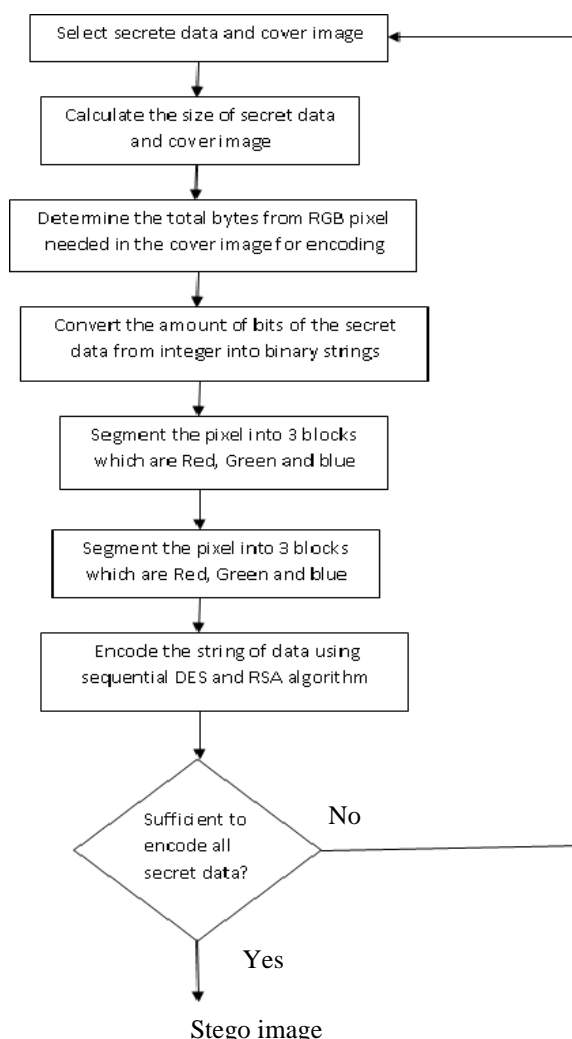 Select secrete data and cover image
Calculate the size of secret data
and cover image
Determine the total bytes from RGB pixel
needed in the cover image for encoding
Convert the amount of bits of the secret
data from integer into binary strings
Segment the pixel into 3 blocks
which are Red, Green and blue
Segment the pixel into 3 blocks
which are Red, Green and blue
Encode the string of data using
sequential DES and RSA algorithm
Sufficient to
encode all
secret data?
No
Yes
Stego image